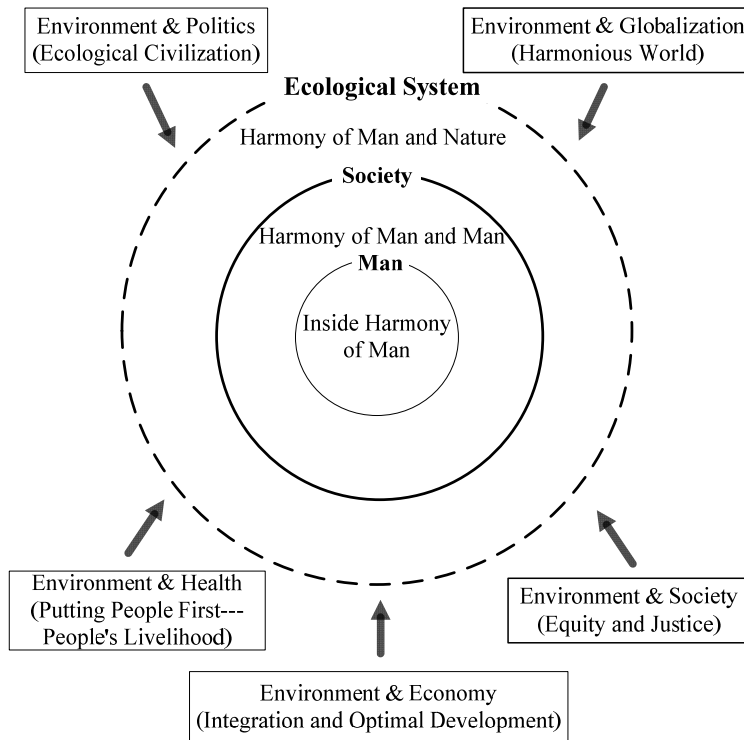 Environment & Politics
(Ecological Civilization)
Environment & Globalization
(Harmonious World)
Ecological System
Harmony of Man and Nature
Society
Harmony of Man and Man
Man
Inside Harmony
of Man
Environment & Health
(Putting People First---
People's Livelihood)
Environment & Society
(Equity and Justice)
Environment & Economy
(Integration and Optimal Development)